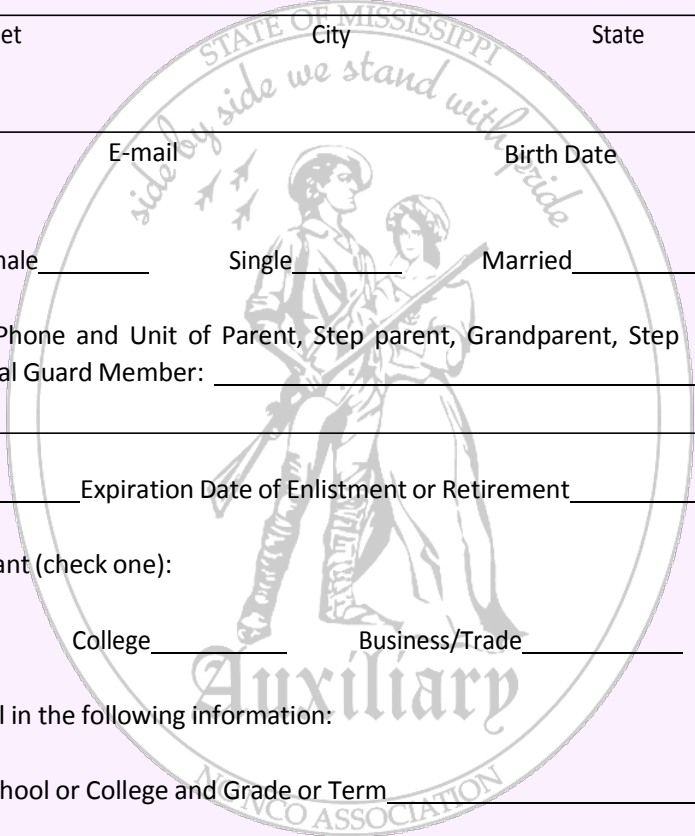 et City State
STATE OF MISSISSIPPI
side by side we stand with pride
E-mail Birth Date
male Single Married
Phone and Unit of Parent, Step parent, Grandparent, Step
al Guard Member:
Expiration Date of Enlistment or Retirement
ant (check one):
College Business/Trade
Auxiliary
l in the following information:
hool or College and Grade or Term
NONCO ASSOCIATION